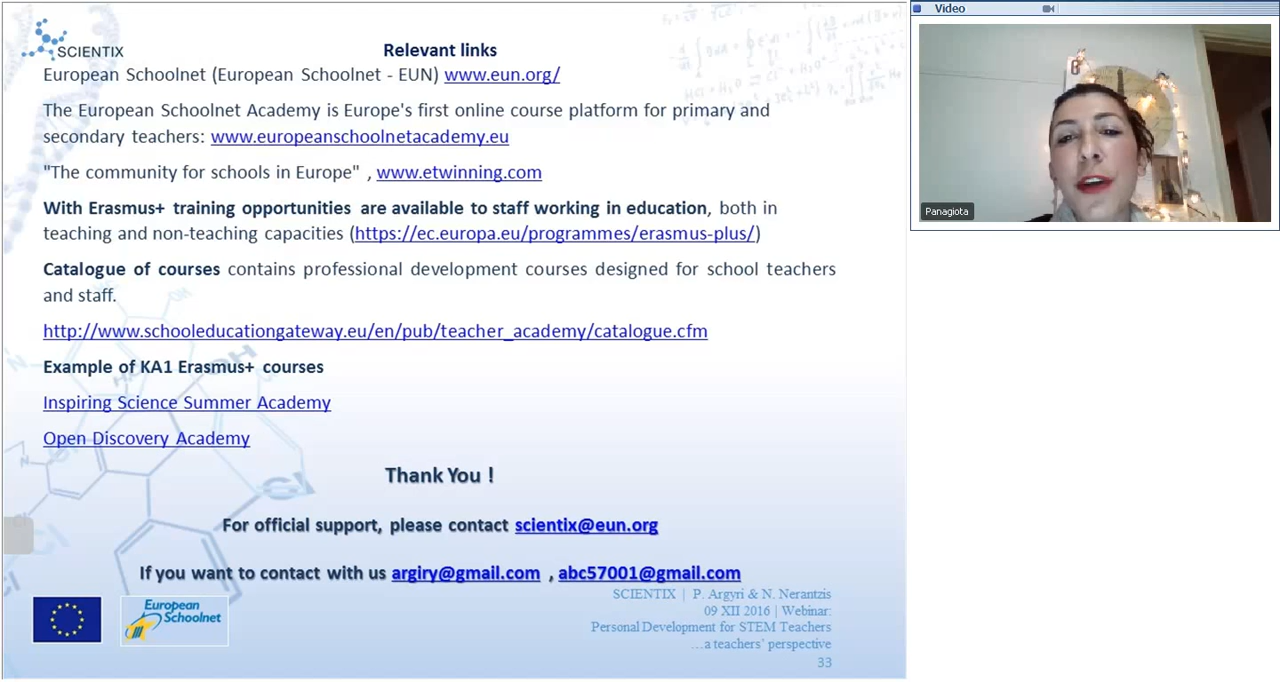 SCIENTIX
Relevant links
European Schoolnet (European Schoolnet - EUN) www.eun.org/
The European Schoolnet Academy is Europe's first online course platform for primary and
secondary teachers: www.europeanschoolnetacademy.eu
"The community for schools in Europe" , www.etwinning.com
With Erasmus+ training opportunities are available to staff working in education, both in
teaching and non-teaching capacities (https://ec.europa.eu/programmes/erasmus-plus/)
Catalogue of courses contains professional development courses designed for school teachers
and staff.
http://www.schooleducationgateway.eu/en/pub/teacher_academy/catalogue.cfm
Example of KA1 Erasmus+ courses
Inspiring Science Summer Academy
Open Discovery Academy
Thank You !
For official support, please contact scientix@eun.org
If you want to contact with us argiry@gmail.com , abc57001@gmail.com
European
Schoolnet
SCIENTIX | P. Argyri & N. Nerantzis
09 XII 2016 | Webinar:
Personal Development for STEM Teachers
...a teachers' perspective
33
Video
Panagiota